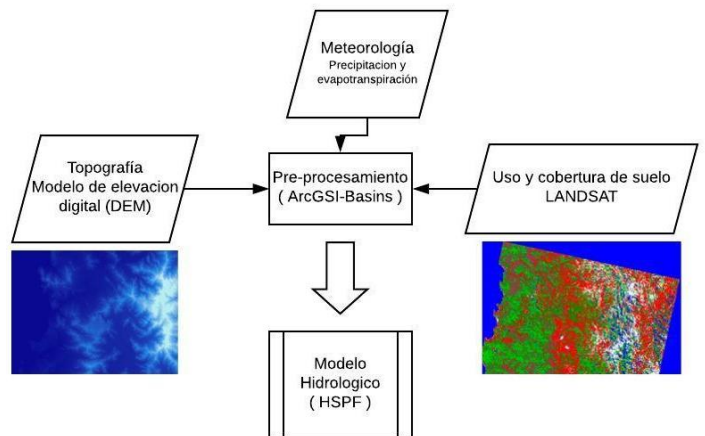 Meteorología
Precipitacion y
evapotranspiración
Topografía
Modelo de elevacion
digital (DEM)
Pre-procesamiento
( ArcGSI-Basins )
Uso y cobertura de suelo
LANDSAT
Modelo
Hidrologico
( HSPF )